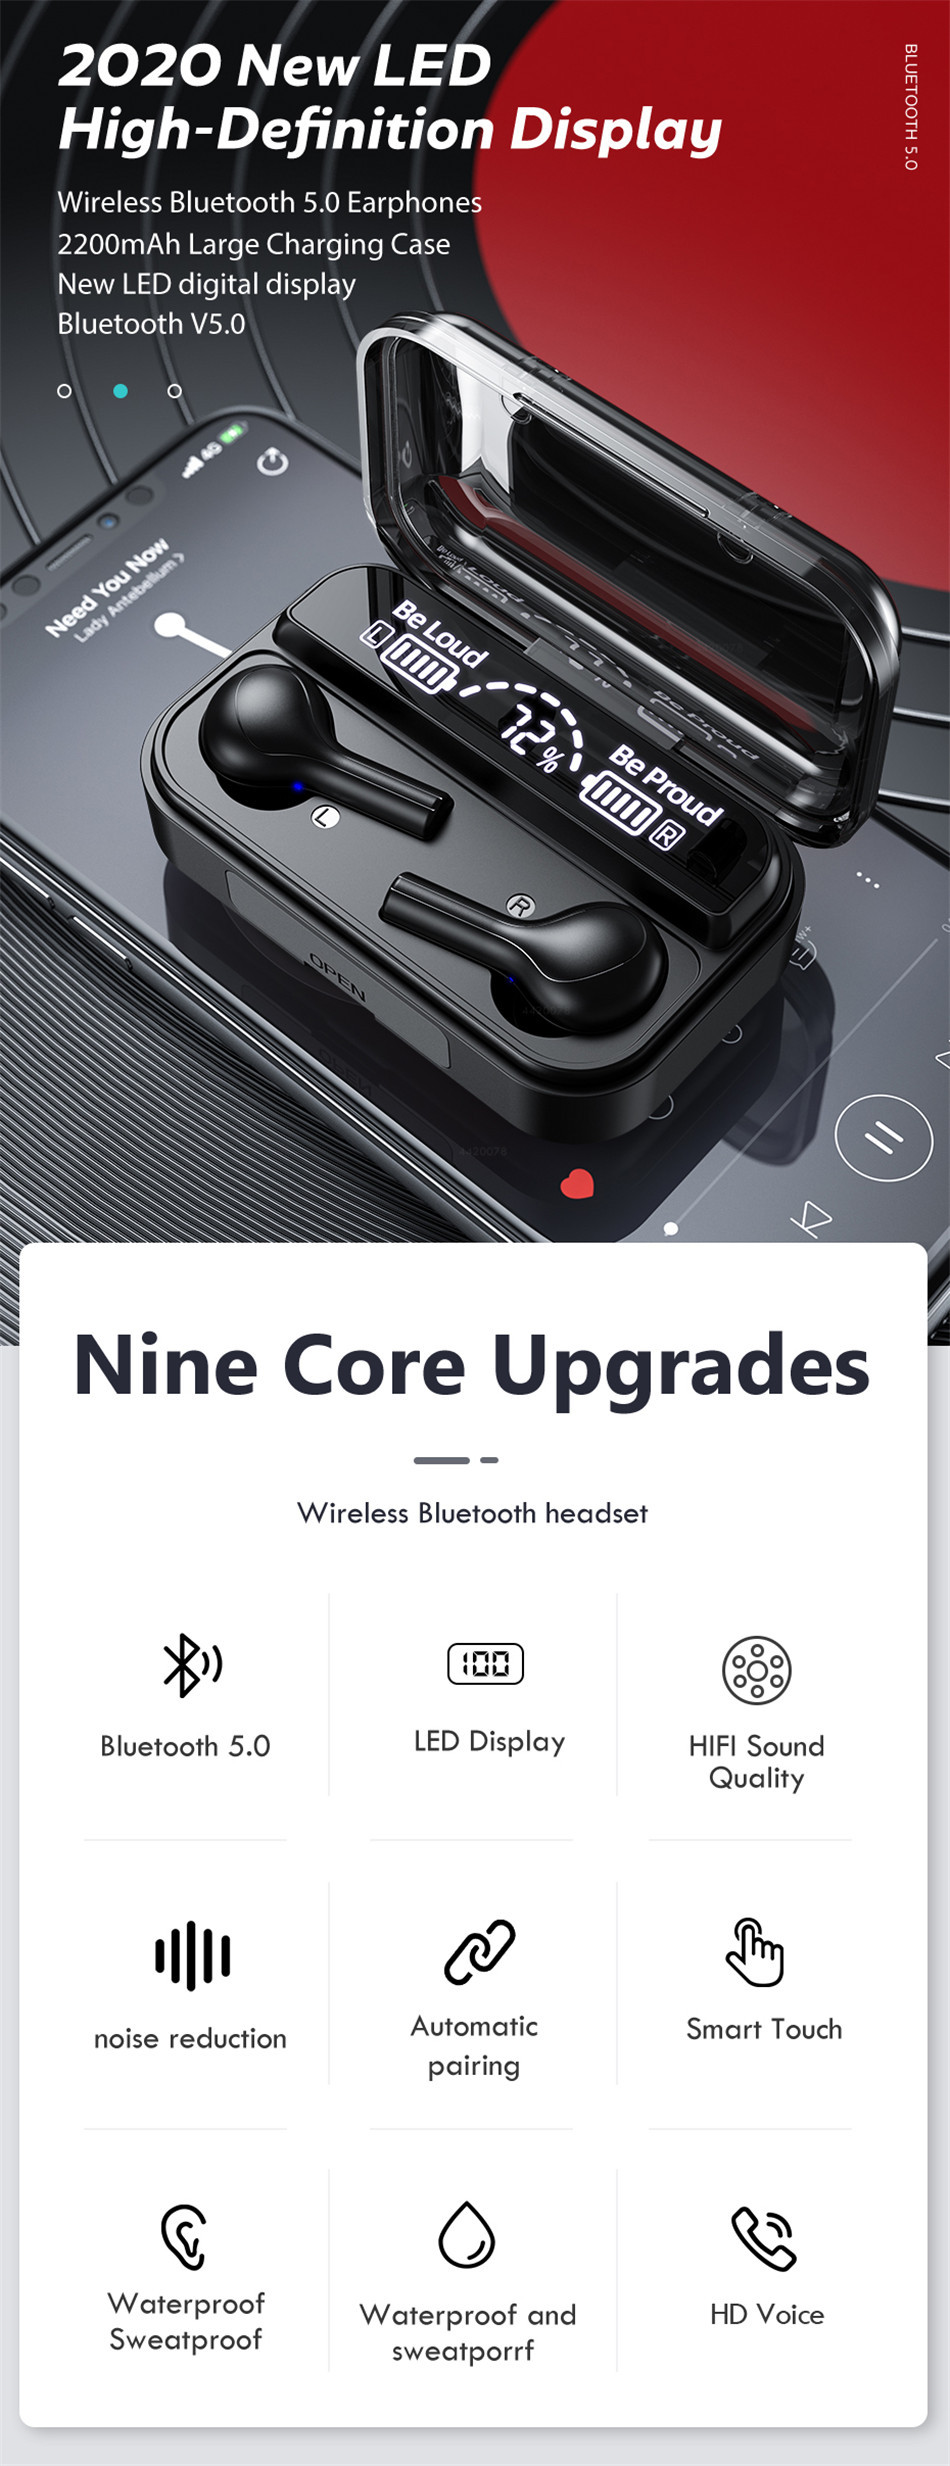 2020 New LED
High-Definition Display
BLUETOOTH 5.0
Wireless Bluetooth 5.0 Earphones
2200mAh Large Charging Case
New LED digital display
Bluetooth V5.0
4G
Need You Now
Lady Antebellum >
Be Loud
L
72%
Be Proud
R
L
R
OPEN
Nine Core Upgrades
Wireless Bluetooth headset
100
Bluetooth 5.0
LED Display
HIFI Sound
Quality
noise reduction
Automatic
pairing
Smart Touch
Waterproof
Sweatproof
Waterproof and
sweatporrf
HD Voice